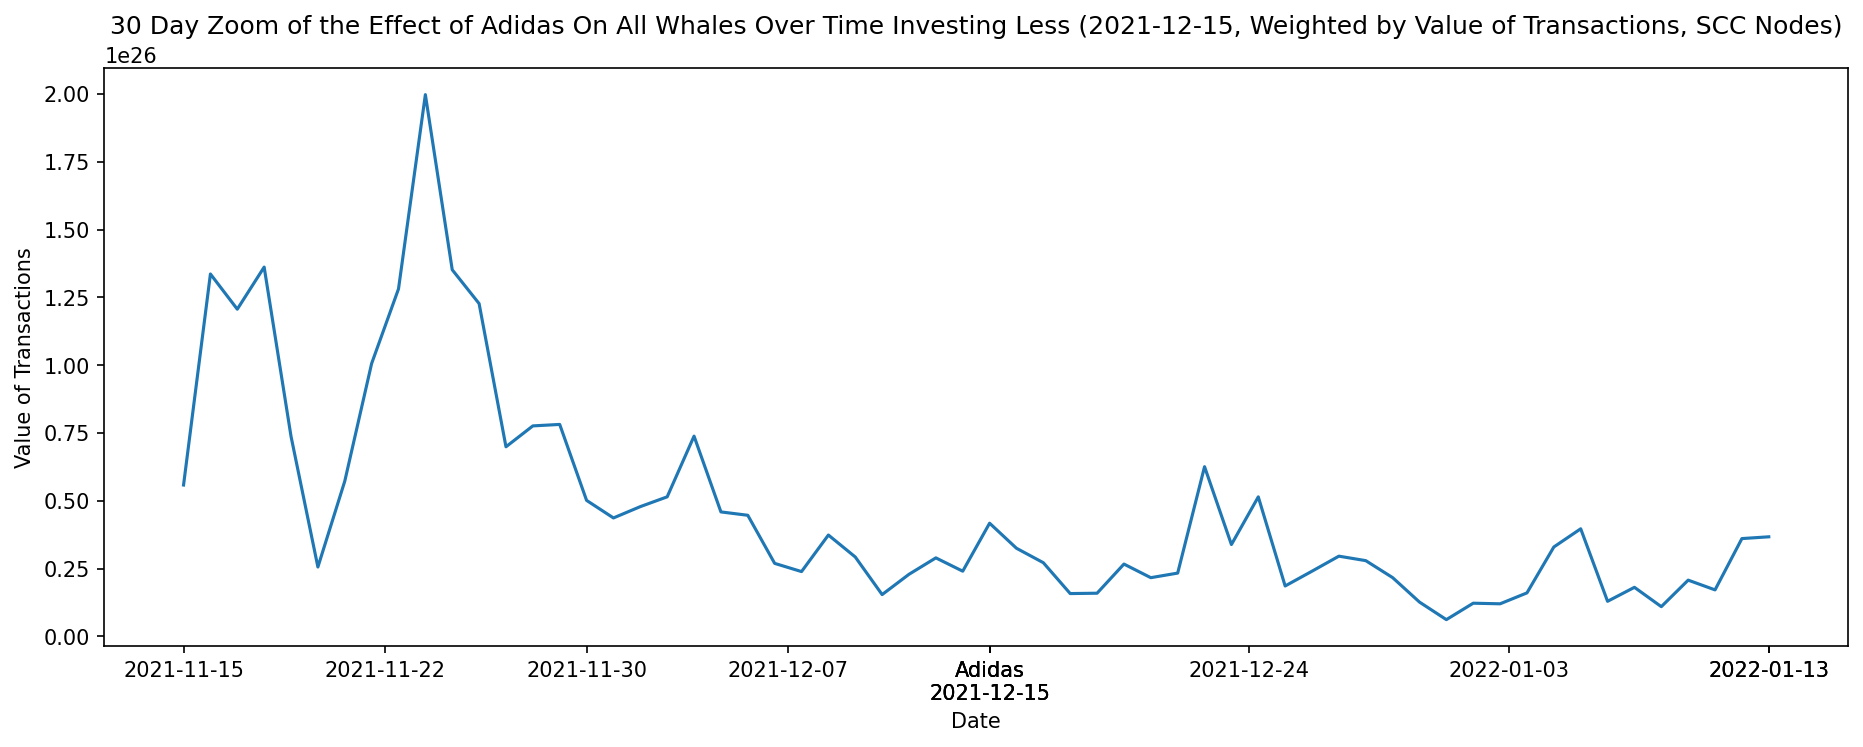 30 Day Zoom of the Effect of Adidas On All Whales Over Time Investing Less (2021-12-15, Weighted by Value of Transactions, SCC Nodes)
1e26
2.00
1.75
1.50
1.25
1.00
0.75
0.50
0.25
0.00
Value of Transactions
2021-11-15 2021-11-22 2021-11-30 2021-12-07 Adidas 2021-12-24 2022-01-03 2022-01-13
2021-12-15
Date